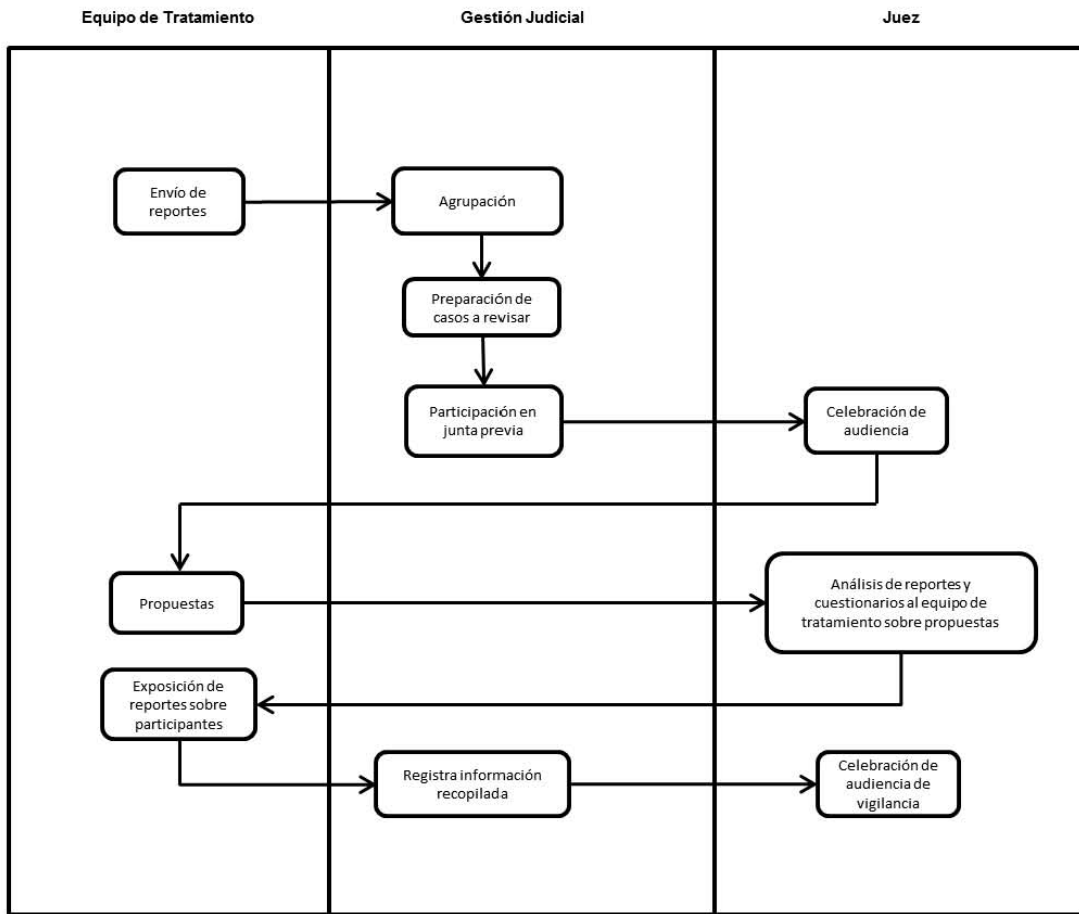 Equipo de Tratamiento
Gestión Judicial
Juez
Envío de
reportes
Agrupación
Preparación de
casos a revisar
Participación en
junta previa
Celebración de
audiencia
Propuestas
Análisis de reportes y
cuestionarios al equipo de
tratamiento sobre propuestas
Exposición de
reportes sobre
participantes
Registra información
recopilada
Celebración de
audiencia de
vigilancia